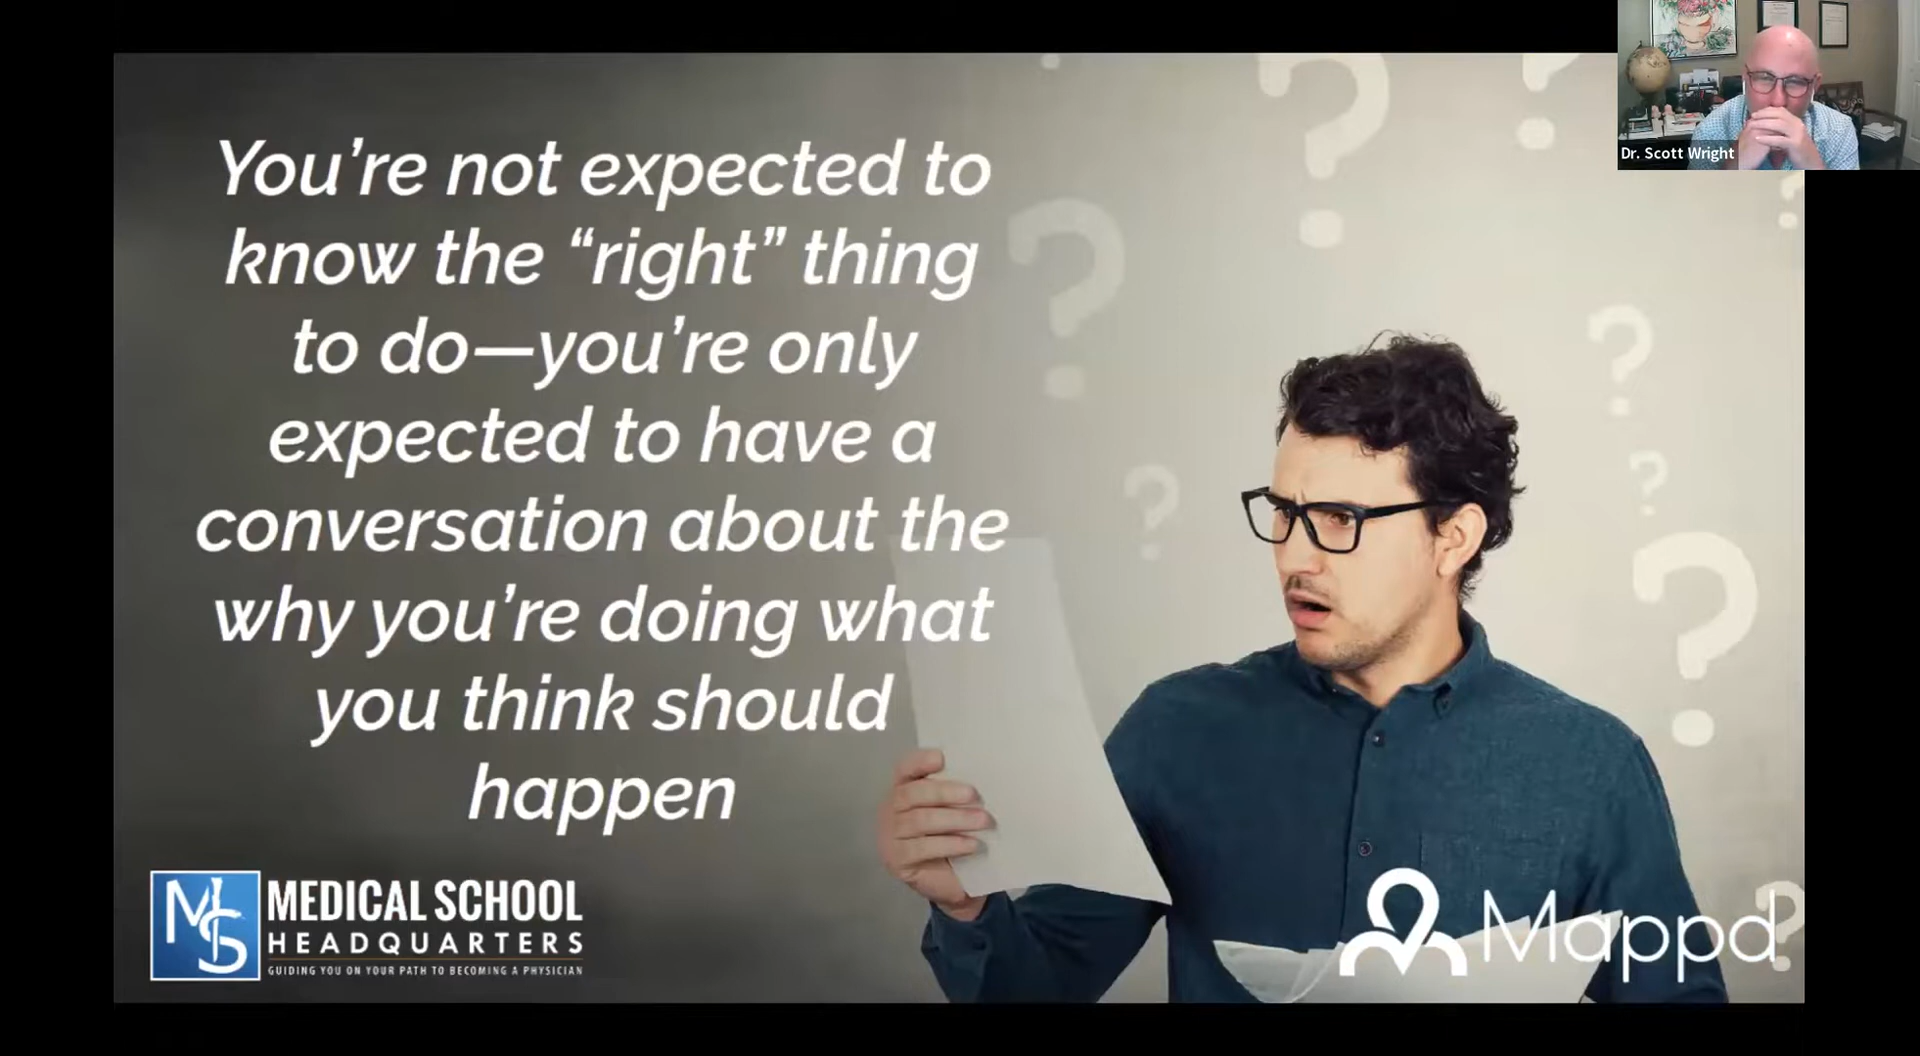 Dr. Scott Wright
You’re not expected to
know the “right” thing
to do—you’re only
expected to have a
conversation about the
why you’re doing what
you think should
happen
MS
MEDICAL SCHOOL
HEADQUARTERS
GUIDING YOU ON YOUR PATH TO BECOMING A PHYSICIAN
Mappd